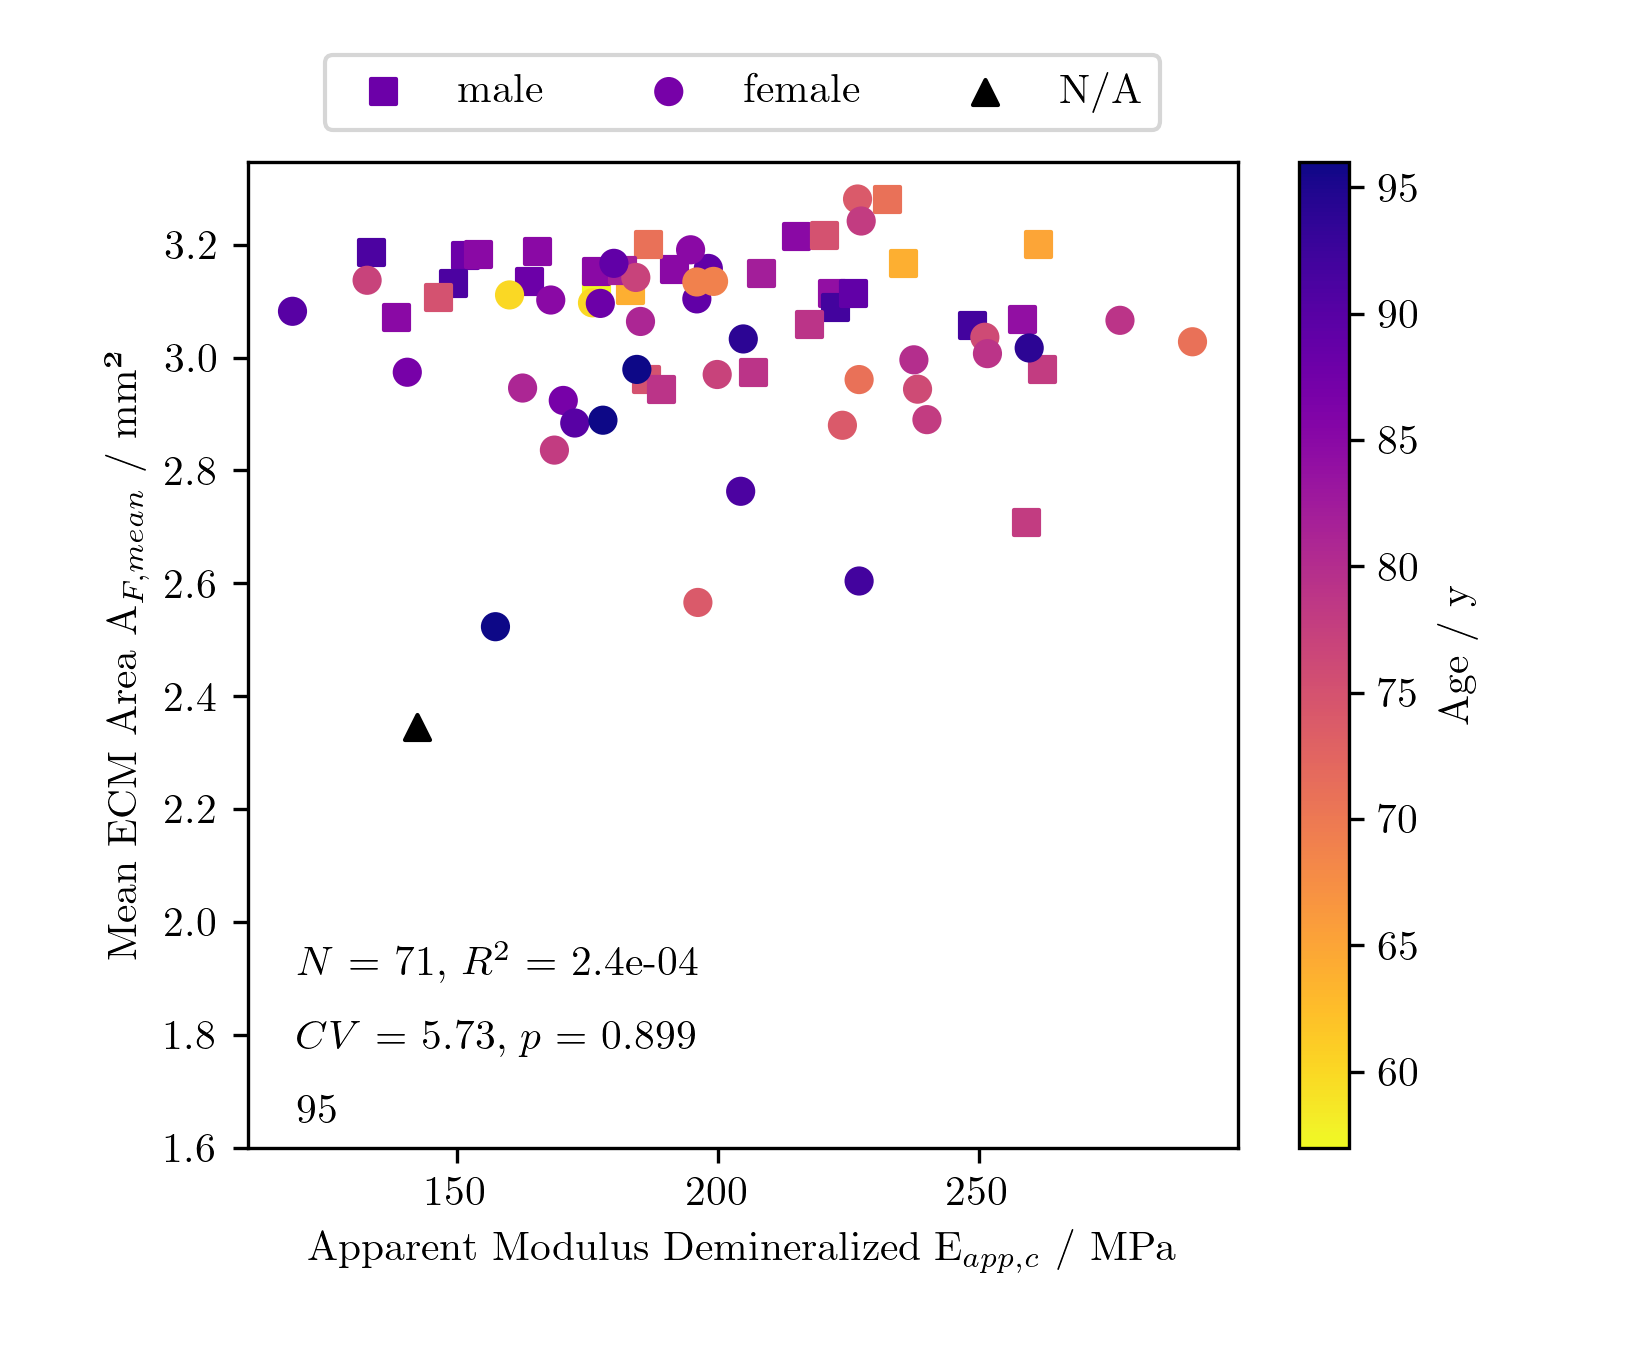 male female N/A
3.2
3.0
2.8
2.6
2.4
2.2
2.0
1.8
1.6
Mean ECM Area A_{F,mean} / mm²
N = 71, R² = 2.4e-04
CV = 5.73, p = 0.899
95
150 200 250
Apparent Modulus Demineralized E_{app,c} / MPa
95
90
85
80
75
70
65
60
Age / y